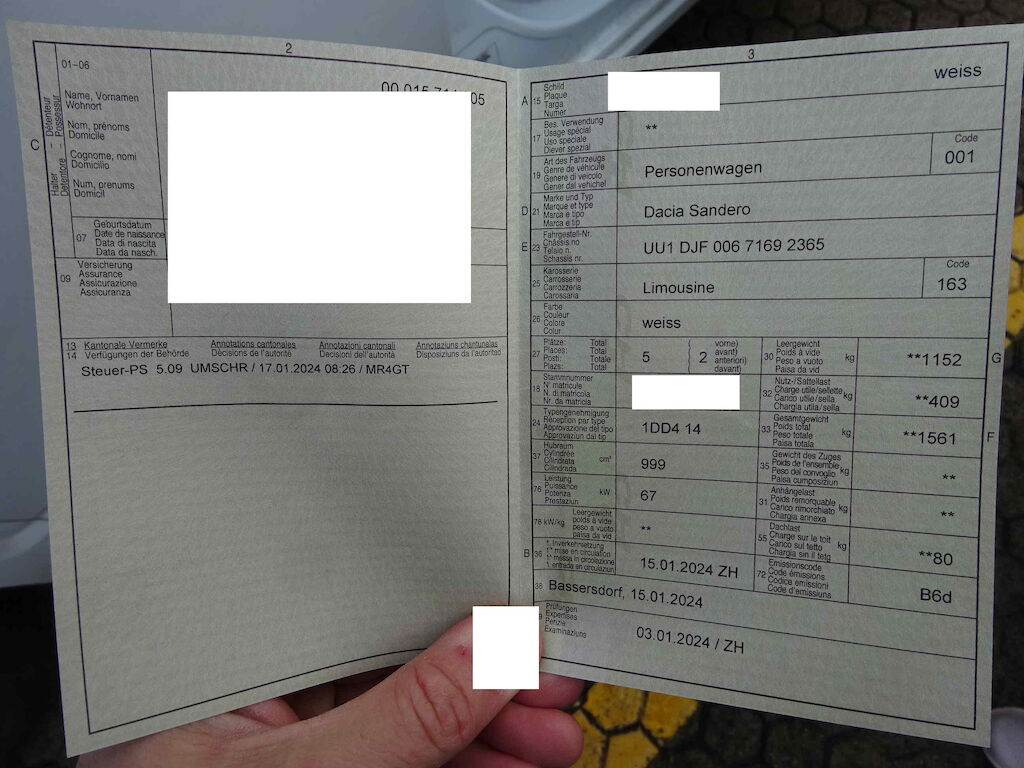 2
01–06
Détenteur – Possessur
Halter – Detentore
C
Name, Vornamen
Wohnort
Nom, prénoms
Domicile
Cognome, nomi
Domicilio
Num, prenums
Domicil
07
Geburtsdatum
Date de naissance
Data di nascita
Data da nasch.
09
Versicherung
Assurance
Assicurazione
Assicuranza
13 Kantonale Vermerke Annotations cantonales Annotazioni cantonali Annotaziuns chantunalas
14 Verfügungen der Behörde Décisions de l'autorité Decisioni dell'autorità Disposiziuns da l'autoritad
Steuer-PS 5.09 UMSCHR / 17.01.2024 08:26 / MR4GT
3
A 15
Schild
Plaque
Targa
Numer
weiss
17
Bes. Verwendung
Usage spécial
Uso speciale
Diever spezial
**
19
Art des Fahrzeugs
Genre de véhicule
Genere di veicolo
Gener dal vehichel
Personenwagen
Code
001
D 21
Marke und Typ
Marque et type
Marca e tipo
Marca e tip
Dacia Sandero
E 23
Fahrgestell-Nr.
Châssis no
Telaio n.
Schassis nr.
UU1 DJF 006 7169 2365
25
Karosserie
Carrosserie
Carrozzeria
Carossaria
Limousine
Code
163
26
Farbe
Couleur
Colore
Colur
weiss
27
Plätze: Total
Places: Total
Posti: Totale
Plazs: Total
5
2
vorne)
avant)
anteriori)
davant)
30
Leergewicht
Poids à vide
Peso a vuoto
Paisa da vid
kg
**1152
G
18
Stammnummer
N° matricule
N. di matricola
Nr. da matricla
32
Nutz-/Sattellast
Charge utile/sellette
Carico utile/sella
Chargia utila/sella
kg
**409
24
Typengenehmigung
Réception par type
Approvazione del tipo
Approvaziun dal tip
1DD4 14
33
Gesamtgewicht
Poids total
Peso totale
Paisa totala
kg
**1561
F
37
Hubraum
Cylindrée
Cilindrata
Cilindrada
cm³
999
35
Gewicht des Zuges
Poids de l'ensemble
Peso del convoglio
Paisa cumposiziun
kg
**
76
Leistung
Puissance
Potenza
Prestaziun
kW
67
31
Anhängelast
Poids remorquable
Carico rimorchiato
Chargia annexa
kg
**
78 kW/kg
Leergewicht
poids à vide
peso a vuoto
paisa da vid
**
55
Dachlast
Charge sur le toit
Carico sul tetto
Chargia sin il tetg
kg
**80
B 36
1. Inverkehrsetzung
1re mise en circulation
1a messa in circolazione
1. entrada en circulaziun
15.01.2024 ZH
72
Emissionscode
Code émissions
Codice emissioni
Code d'emissiuns
B6d
38
Bassersdorf, 15.01.2024
Prüfungen
Expertises
Perizie
Examinaziuns
03.01.2024 / ZH